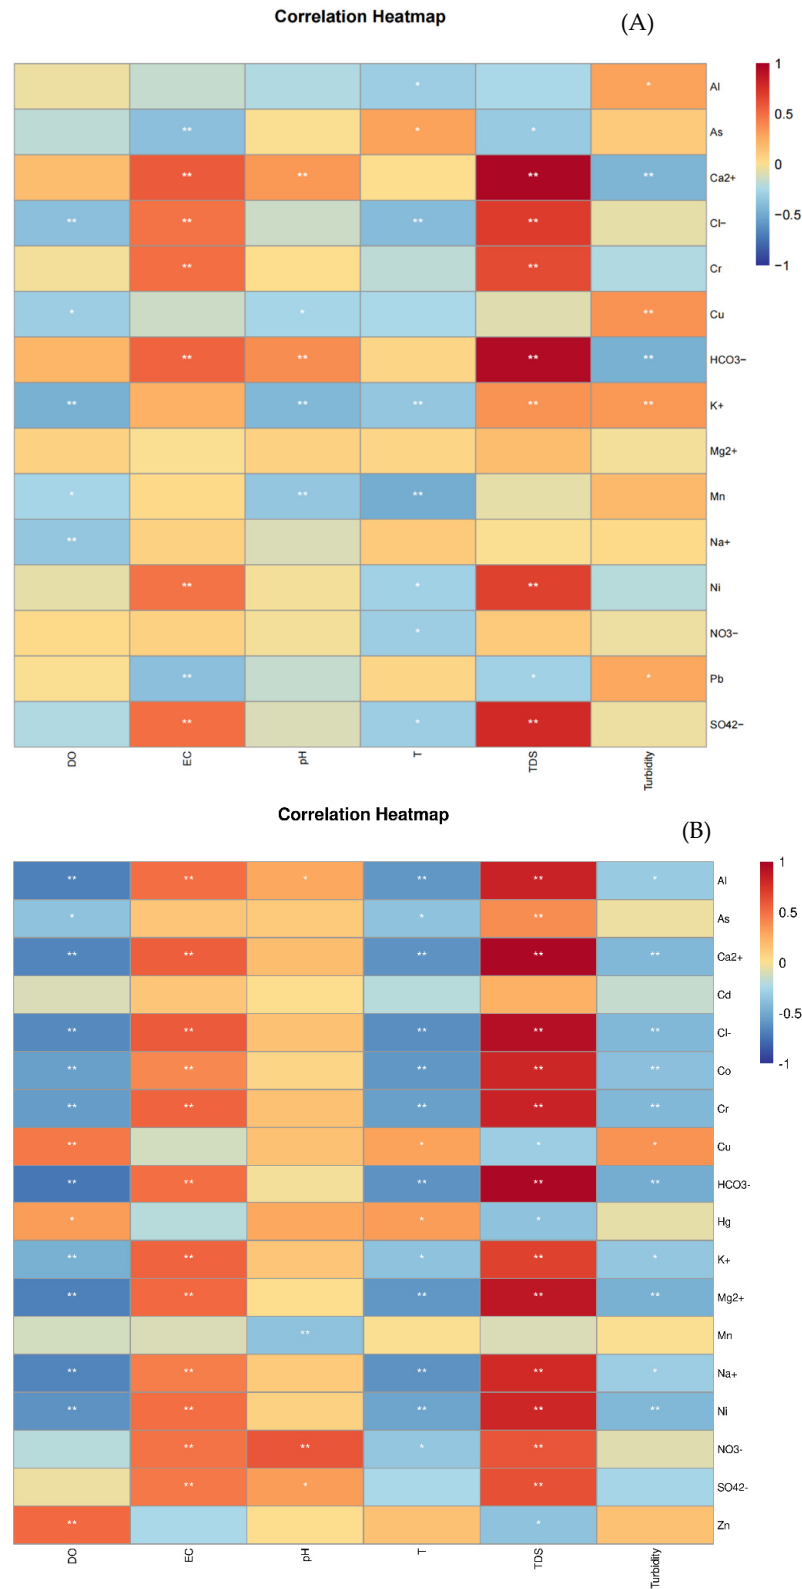 Correlation Heatmap
(A)
1
Al
* *
0.5
As
** * *
0
Ca2+
** ** ** **
−0.5
Cl−
** ** ** **
−1
Cr
** **
Cu
* * **
HCO3−
** ** ** **
K+
** ** ** ** **
Mg2+
Mn
* ** **
Na+
**
Ni
** * **
NO3−
*
Pb
** * *
SO42−
** * **
DO EC pH T TDS Turbidity
Correlation Heatmap
(B)
1
Al
** ** * ** ** *
0.5
As
* * **
0
Ca2+
** ** ** ** **
Cd
-0.5
Cl-
** ** ** ** **
-1
Co
** ** ** ** **
Cr
** ** ** ** **
Cu
** * * *
HCO3-
** ** ** ** **
Hg
* * *
K+
** ** * ** *
Mg2+
** ** ** ** **
Mn
**
Na+
** ** ** ** *
Ni
** ** ** ** **
NO3-
** ** * **
SO42-
** * **
Zn
** *
DO EC pH T TDS Turbidity